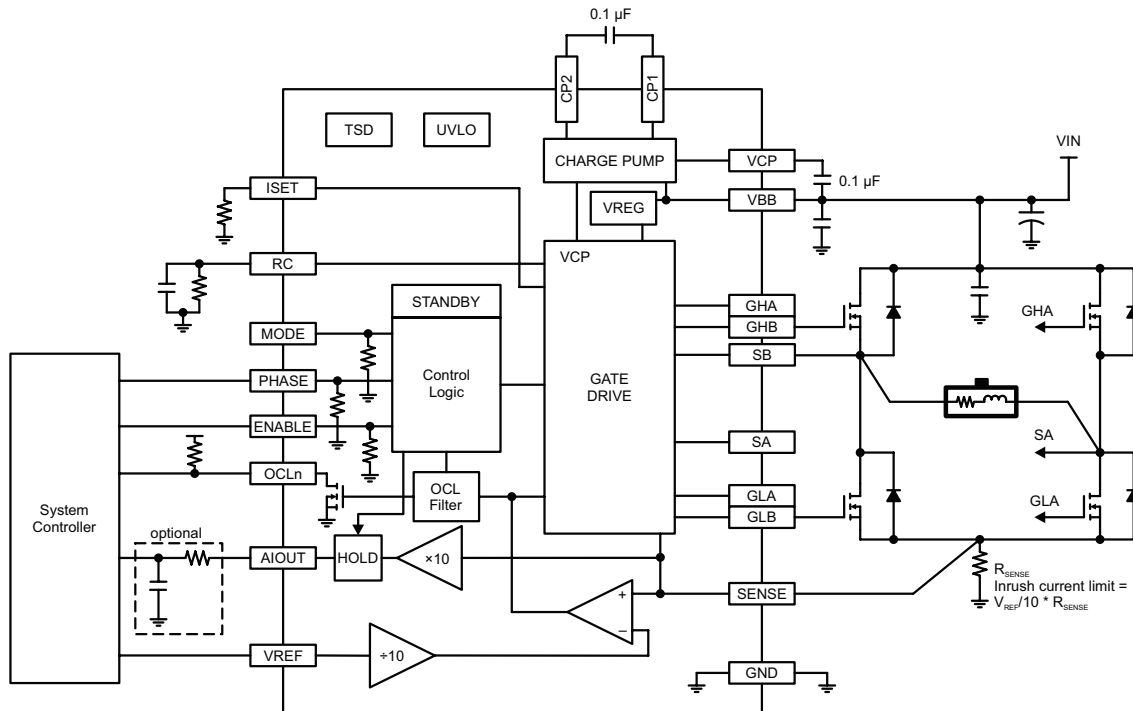 0.1 µF
CP2
CP1
TSD
UVLO
CHARGE PUMP
VCP
VIN
0.1 µF
ISET
VREG
VBB
RC
VCP
STANDBY
GHA
GHB
GHA
MODE
SB
PHASE
Control
Logic
GATE
DRIVE
ENABLE
SA
SA
OCLn
OCL
Filter
GLA
GLB
GLA
System
Controller
optional
AIOUT
HOLD
×10
RSENSE
Inrush current limit =
VREF/10 * RSENSE
+
SENSE
–
VREF
÷10
GND